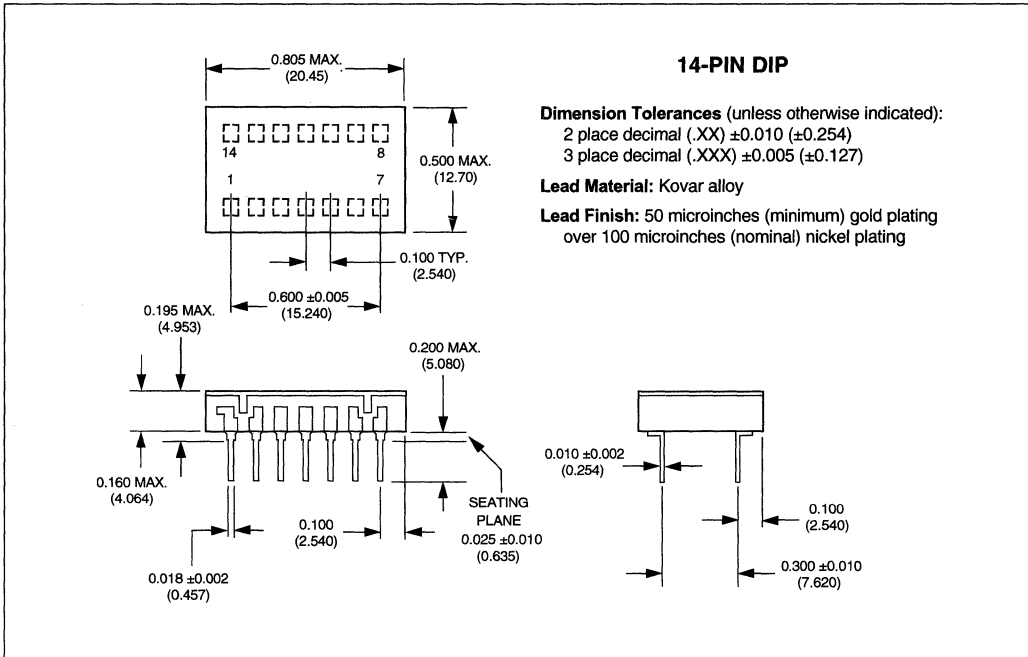 0.805 MAX.
(20.45)
14
8
1
7
0.500 MAX.
(12.70)
0.100 TYP.
(2.540)
0.600 ±0.005
(15.240)
14-PIN DIP
Dimension Tolerances (unless otherwise indicated):
2 place decimal (.XX) ±0.010 (±0.254)
3 place decimal (.XXX) ±0.005 (±0.127)
Lead Material: Kovar alloy
Lead Finish: 50 microinches (minimum) gold plating
over 100 microinches (nominal) nickel plating
0.195 MAX.
(4.953)
0.200 MAX.
(5.080)
0.160 MAX.
(4.064)
0.018 ±0.002
(0.457)
0.100
(2.540)
SEATING
PLANE
0.025 ±0.010
(0.635)
0.010 ±0.002
(0.254)
0.100
(2.540)
0.300 ±0.010
(7.620)